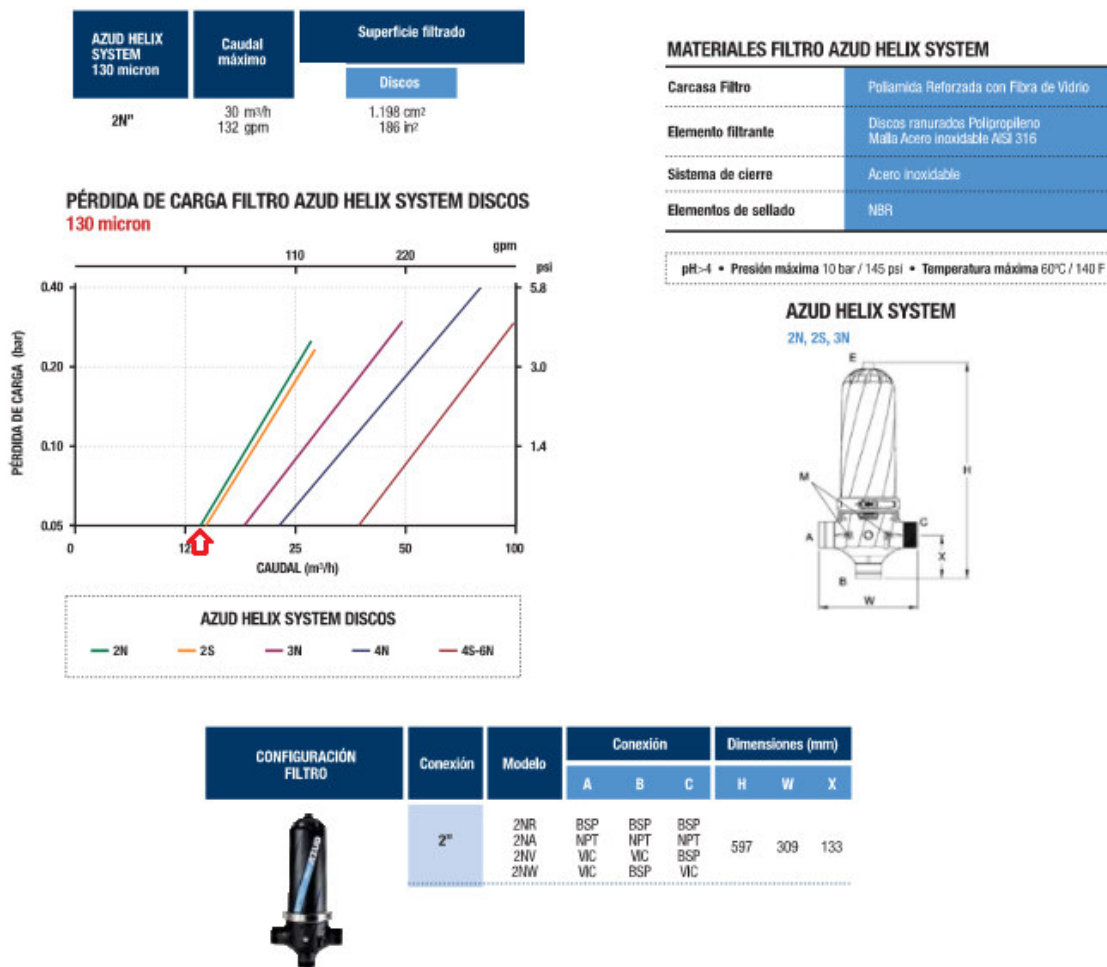 AZUD HELIX
SYSTEM
130 micron
Caudal
máximo
Superficie filtrado
Discos
2N"
30 m³/h
132 gpm
1.198 cm²
186 in²
MATERIALES FILTRO AZUD HELIX SYSTEM
Carcasa Filtro
Poliamida Reforzada con Fibra de Vidrio
Elemento filtrante
Discos ranurados Polipropileno
Malla Acero inoxidable AISI 316
Sistema de cierre
Acero inoxidable
Elementos de sellado
NBR
pH:>4 • Presión máxima 10 bar / 145 psi • Temperatura máxima 60ºC / 140 F
PÉRDIDA DE CARGA FILTRO AZUD HELIX SYSTEM DISCOS
130 micron
110 220 gpm
psi
0.40 5.8
0.20 3.0
0.10 1.4
0.05
PÉRDIDA DE CARGA (bar)
0 25 50 100
CAUDAL (m³/h)
AZUD HELIX SYSTEM DISCOS
2N 2S 3N 4N 4S-6N
AZUD HELIX SYSTEM
2N, 2S, 3N
E
H
M
A
C
X
B
W
CONFIGURACIÓN
FILTRO
Conexión
Modelo
Conexión
Dimensiones (mm)
A B C H W X
2"
2NR BSP BSP BSP
2NA NPT NPT NPT
2NV VIC VIC BSP
2NW VIC BSP VIC
597 309 133
AZUD